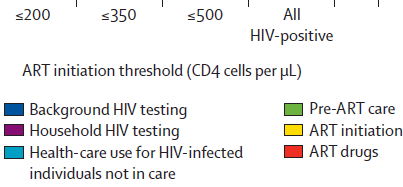 ≤200 ≤350 ≤500 All
HIV-positive
ART initiation threshold (CD4 cells per μL)
Background HIV testing
Household HIV testing
Health-care use for HIV-infected
individuals not in care
Pre-ART care
ART initiation
ART drugs